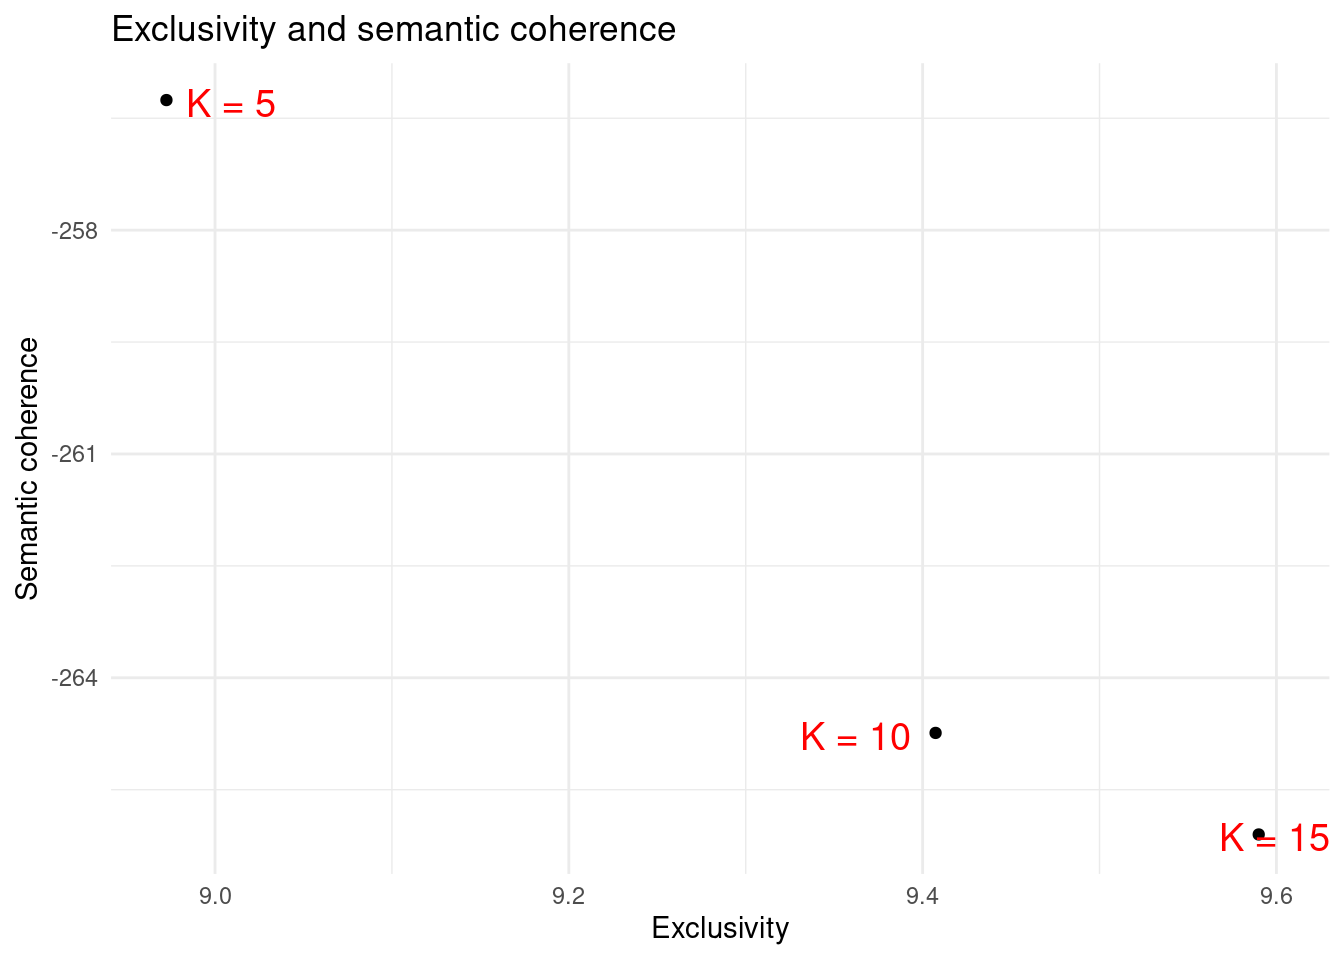 Exclusivity and semantic coherence
K = 5
-258
-261
-264
Semantic coherence
K = 10
K = 15
9.0
9.2
9.4
9.6
Exclusivity